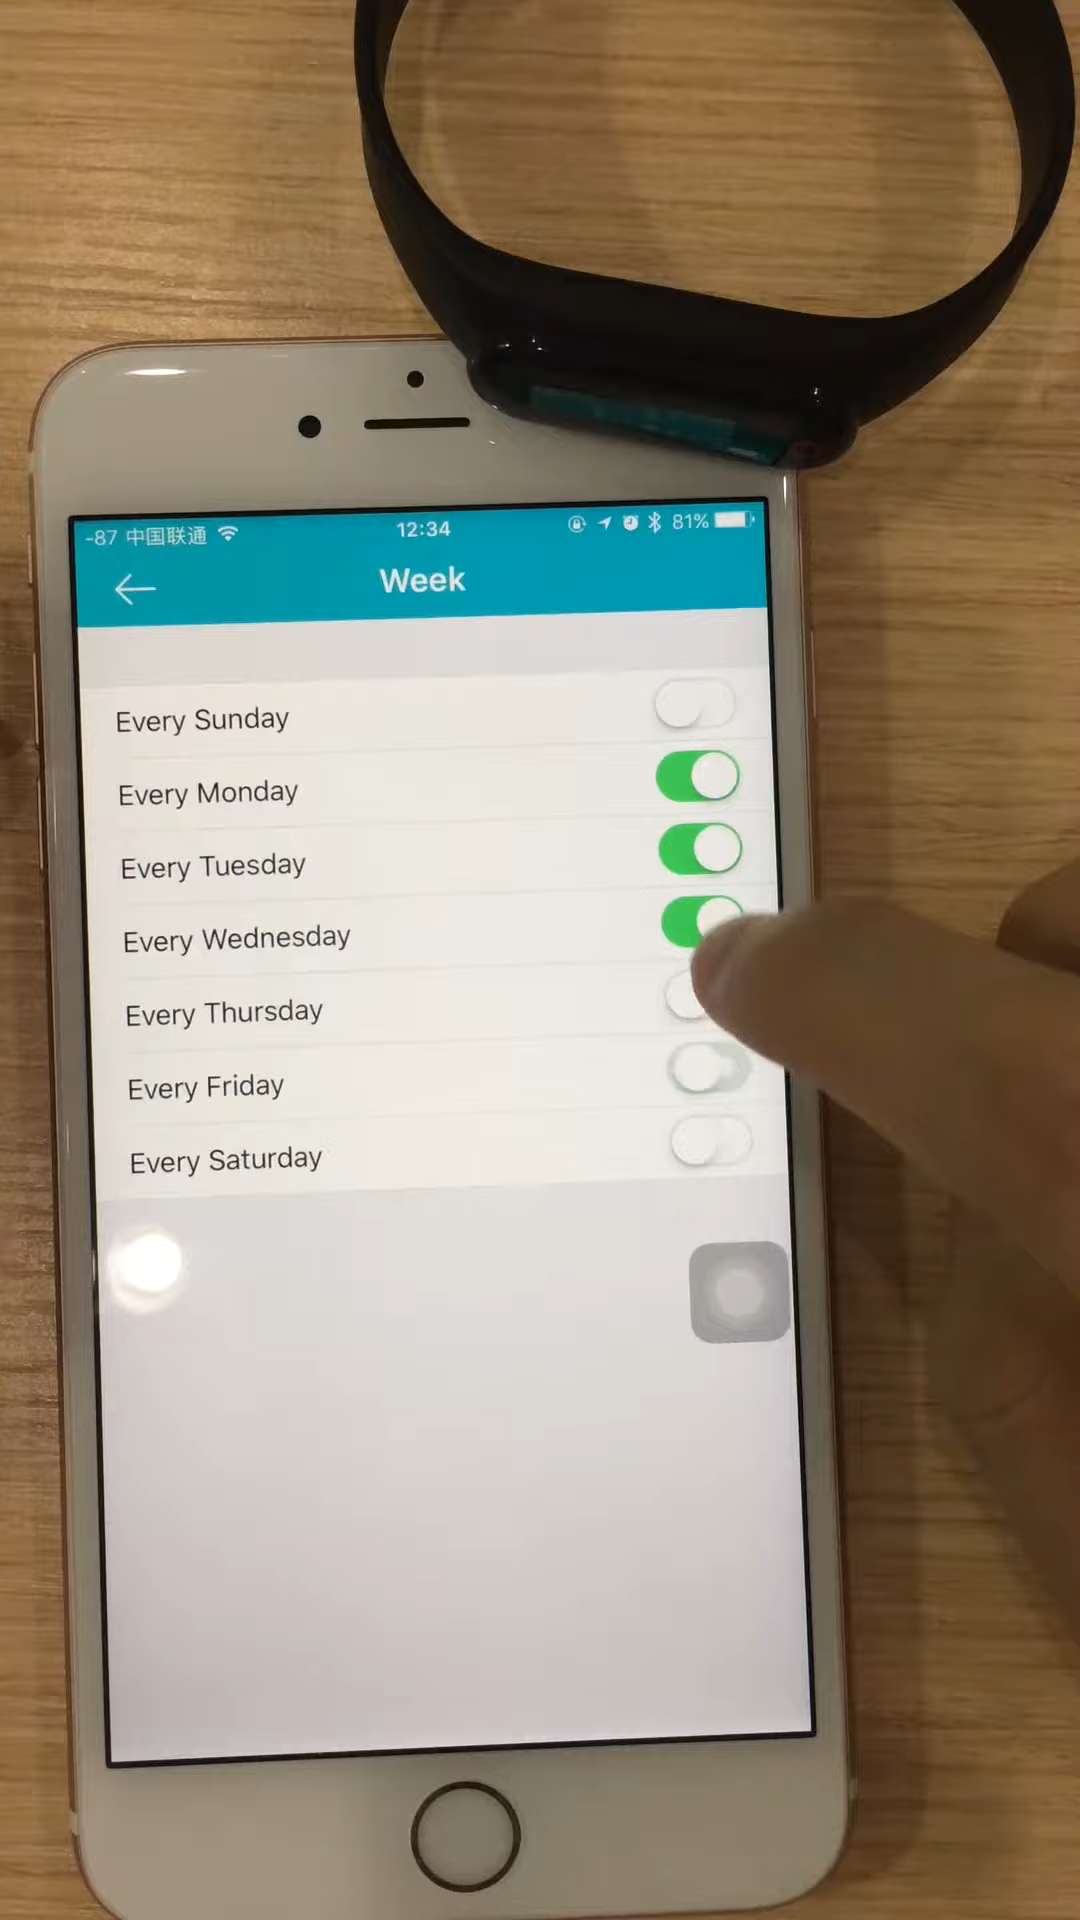 -87 中国联通 12:34 81%
Week
Every Sunday
Every Monday
Every Tuesday
Every Wednesday
Every Thursday
Every Friday
Every Saturday